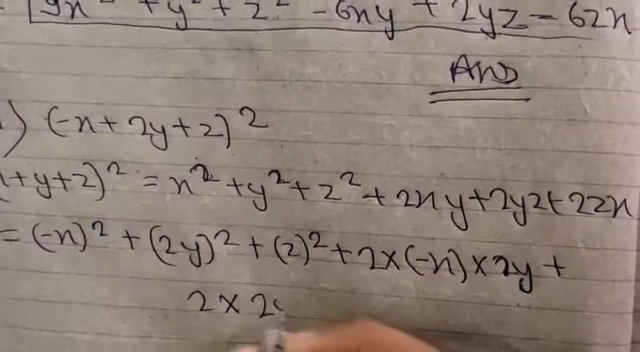 9x² + y² + z² - 6xy + 2yz - 6zx
AND
) (-x + 2y + z)²
x + y + z)² = x² + y² + z² + 2xy + 2yz + 2zx
= (-x)² + (2y)² + (z)² + 2×(-x)×2y +
2×2